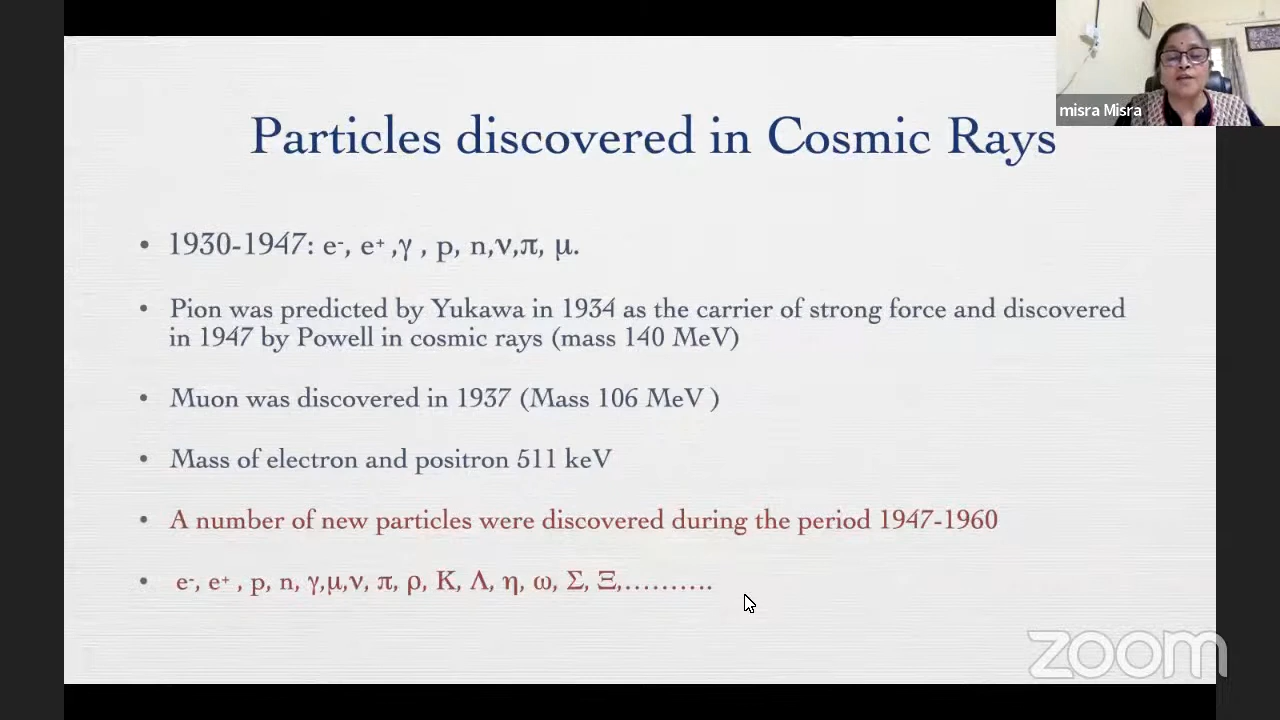 Particles discovered in Cosmic Rays
misra Misra
• 1930-1947: e⁻, e⁺ ,γ , p, n,ν,π, μ.
• Pion was predicted by Yukawa in 1934 as the carrier of strong force and discovered
in 1947 by Powell in cosmic rays (mass 140 MeV)
• Muon was discovered in 1937 (Mass 106 MeV )
• Mass of electron and positron 511 keV
• A number of new particles were discovered during the period 1947-1960
• e⁻, e⁺ , p, n, γ,μ,ν, π, ρ, K, Λ, η, ω, Σ, Ξ,..........
zoom